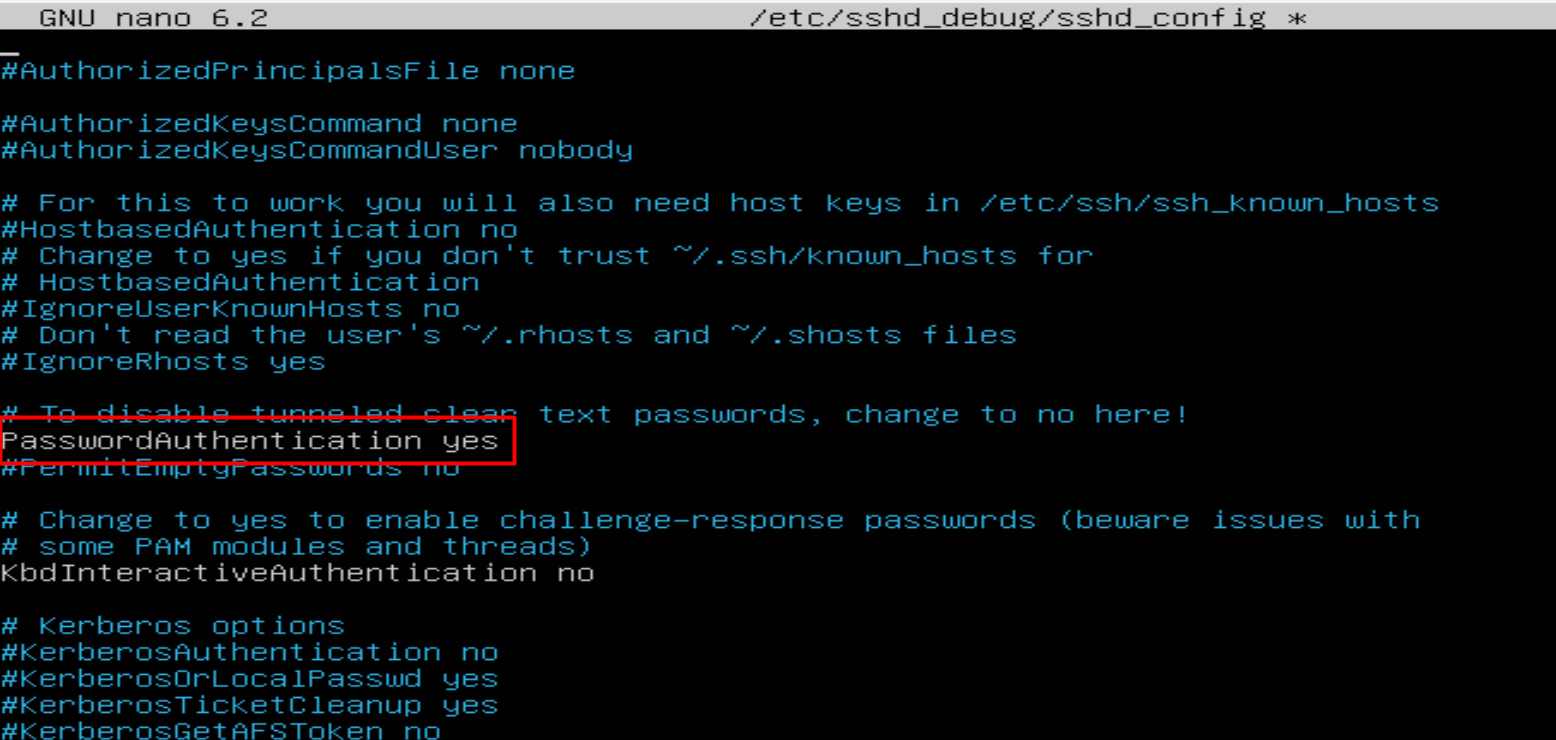 GNU nano 6.2 /etc/sshd_debug/sshd_config *
#AuthorizedPrincipalsFile none
#AuthorizedKeysCommand none
#AuthorizedKeysCommandUser nobody
# For this to work you will also need host keys in /etc/ssh/ssh_known_hosts
#HostbasedAuthentication no
# Change to yes if you don't trust ~/.ssh/known_hosts for
# HostbasedAuthentication
#IgnoreUserKnownHosts no
# Don't read the user's ~/.rhosts and ~/.shosts files
#IgnoreRhosts yes
# To disable tunneled clear text passwords, change to no here!
PasswordAuthentication yes
#PermitEmptyPasswords no
# Change to yes to enable challenge-response passwords (beware issues with
# some PAM modules and threads)
KbdInteractiveAuthentication no
# Kerberos options
#KerberosAuthentication no
#KerberosOrLocalPasswd yes
#KerberosTicketCleanup yes
#KerberosGetAFSToken no